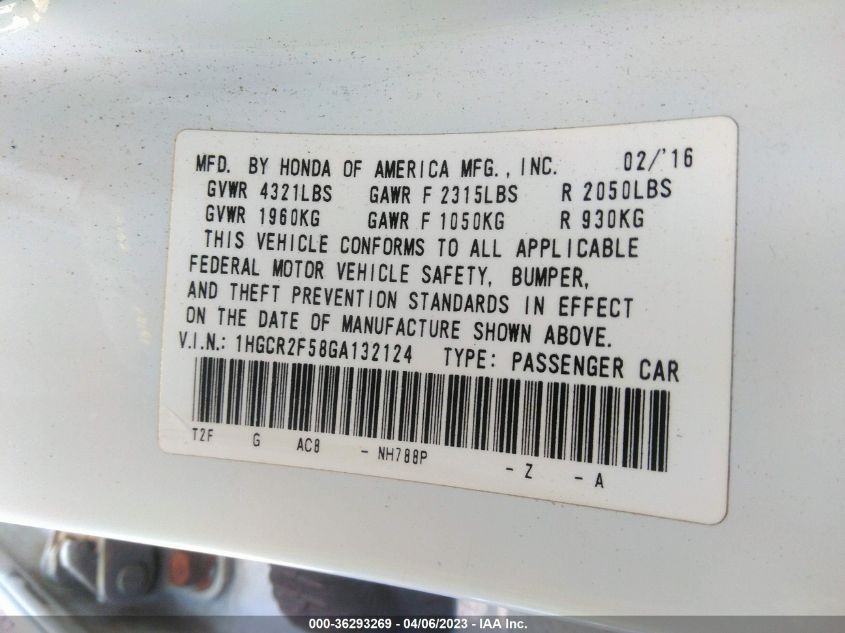 MFD. BY HONDA OF AMERICA MFG., INC. 02/'16
GVWR 4321LBS GAWR F 2315LBS R 2050LBS
GVWR 1960KG GAWR F 1050KG R 930KG
THIS VEHICLE CONFORMS TO ALL APPLICABLE
FEDERAL MOTOR VEHICLE SAFETY, BUMPER,
AND THEFT PREVENTION STANDARDS IN EFFECT
ON THE DATE OF MANUFACTURE SHOWN ABOVE.
V.I.N.: 1HGCR2F58GA132124 TYPE: PASSENGER CAR
T2F G AC8 - NH788P - Z - A
000-36293269 - 04/06/2023 - IAA Inc.